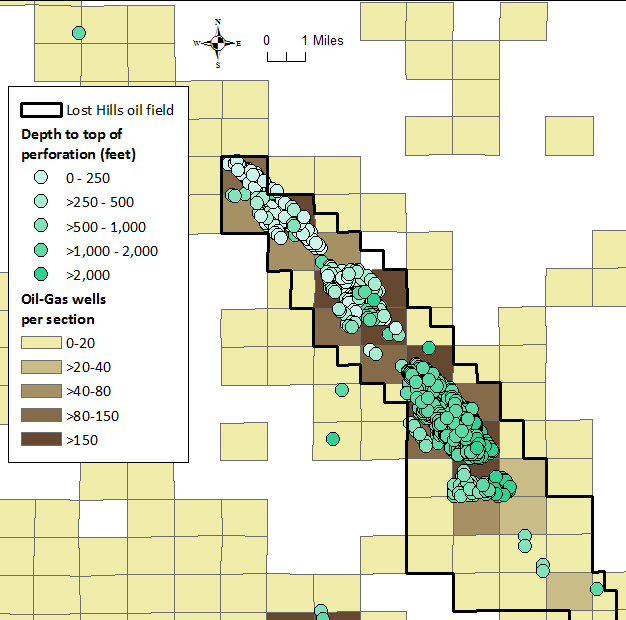 N
W E
S
0 1 Miles
Lost Hills oil field
Depth to top of
perforation (feet)
0 - 250
>250 - 500
>500 - 1,000
>1,000 - 2,000
>2,000
Oil-Gas wells
per section
0-20
>20-40
>40-80
>80-150
>150